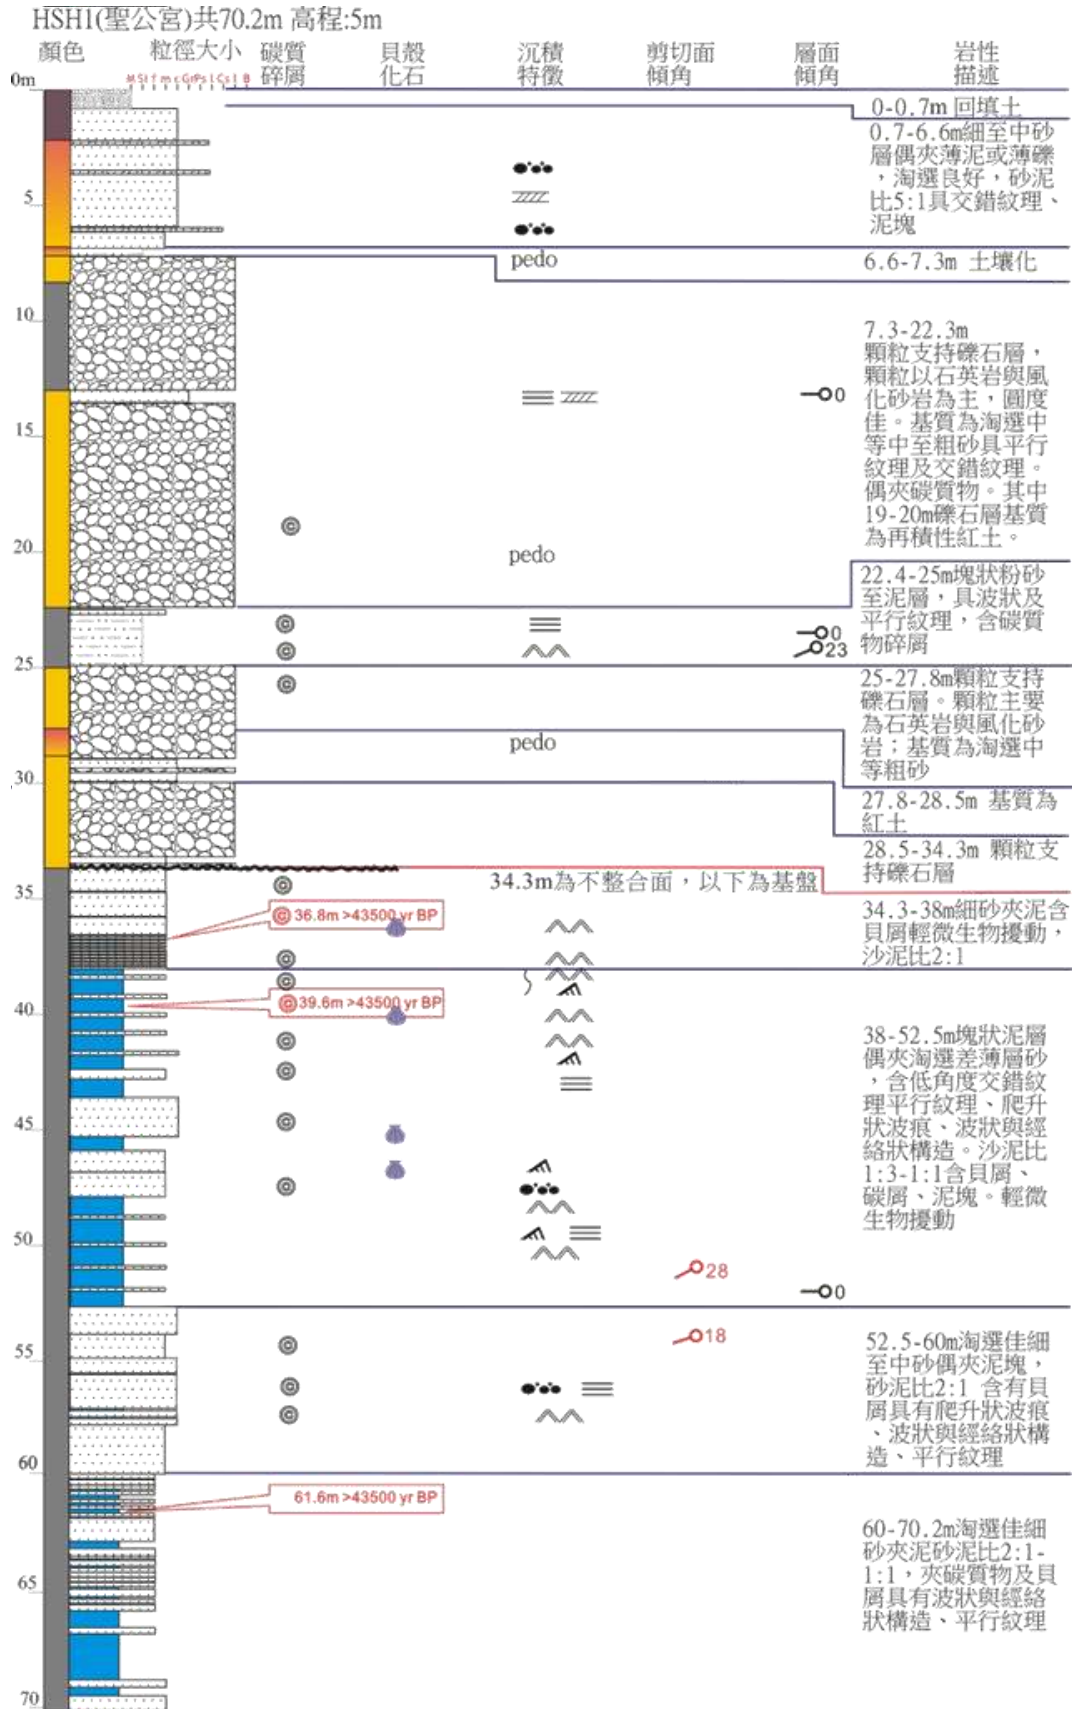 HSH1(聖公宮)共70.2m 高程:5m
顏色 粒徑大小 碳質碎屑 貝殼化石 沉積特徵 剪切面傾角 層面傾角 岩性描述
0m
0-0.7m 回填土
0.7-6.6m細至中砂
層偶夾薄泥或薄礫
，淘選良好，砂泥
比5:1具交錯紋理、
泥塊
5
pedo
6.6-7.3m 土壤化
10
7.3-22.3m
顆粒支持礫石層，
顆粒以石英岩與風
化砂岩為主，圓度
佳。基質為淘選中
等中至粗砂具平行
紋理及交錯紋理。
偶夾碳質物。其中
19-20m礫石層基質
為再積性紅土。
0
15
20
pedo
22.4-25m塊狀粉砂
至泥層，具波狀及
平行紋理，含碳質
物碎屑
0
23
25
25-27.8m顆粒支持
礫石層。顆粒主要
為石英岩與風化砂
岩；基質為淘選中
等粗砂
pedo
30
27.8-28.5m 基質為
紅土
28.5-34.3m 顆粒支
持礫石層
34.3m為不整合面，以下為基盤
35
36.8m >43500 yr BP
34.3-38m細砂夾泥含
貝屑輕微生物擾動，
沙泥比2:1
39.6m >43500 yr BP
40
38-52.5m塊狀泥層
偶夾淘選差薄層砂
，含低角度交錯紋
理平行紋理、爬升
狀波痕、波狀與經
絡狀構造。沙泥比
1:3-1:1含貝屑、
碳屑、泥塊。輕微
生物擾動
45
50
28
0
18
52.5-60m淘選佳細
至中砂偶夾泥塊，
砂泥比2:1 含有貝
屑具有爬升狀波痕
、波狀與經絡狀構
造、平行紋理
55
60
61.6m >43500 yr BP
60-70.2m淘選佳細
砂夾泥砂泥比2:1-
1:1，夾碳質物及貝
屑具有波狀與經絡
狀構造、平行紋理
65
70